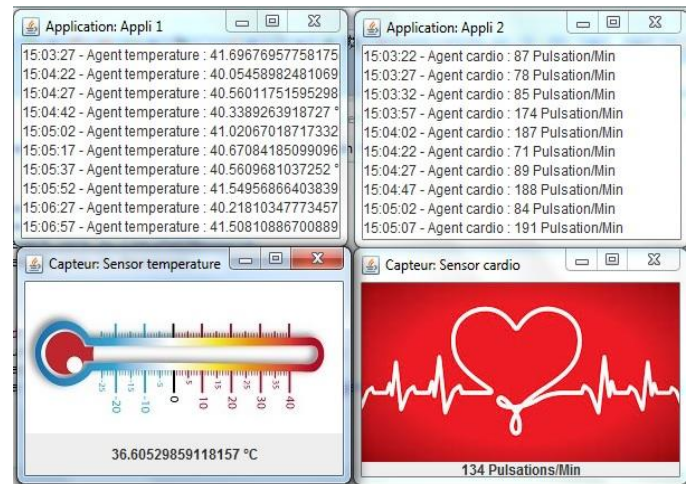 Application: Appli 1
15:03:27 - Agent temperature : 41.69676957758175
15:04:22 - Agent temperature : 40.05458982481069
15:04:27 - Agent temperature : 40.56011751595298
15:04:42 - Agent temperature : 40.3389263918727 °
15:05:02 - Agent temperature : 41.02067018717332
15:05:17 - Agent temperature : 40.67084185099096
15:05:37 - Agent temperature : 40.5609681037252 °
15:05:52 - Agent temperature : 41.54956866403839
15:06:27 - Agent temperature : 40.21810347773457
15:06:57 - Agent temperature : 41.50810886700889
Application: Appli 2
15:03:22 - Agent cardio : 87 Pulsation/Min
15:03:27 - Agent cardio : 78 Pulsation/Min
15:03:32 - Agent cardio : 85 Pulsation/Min
15:03:57 - Agent cardio : 174 Pulsation/Min
15:04:02 - Agent cardio : 187 Pulsation/Min
15:04:22 - Agent cardio : 71 Pulsation/Min
15:04:27 - Agent cardio : 89 Pulsation/Min
15:04:47 - Agent cardio : 188 Pulsation/Min
15:05:02 - Agent cardio : 84 Pulsation/Min
15:05:07 - Agent cardio : 191 Pulsation/Min
Capteur: Sensor temperature
-25 -20 -15 -10 -5 0 5 10 15 20 25 30 35 40
36.60529859118157 °C
Capteur: Sensor cardio
134 Pulsations/Min